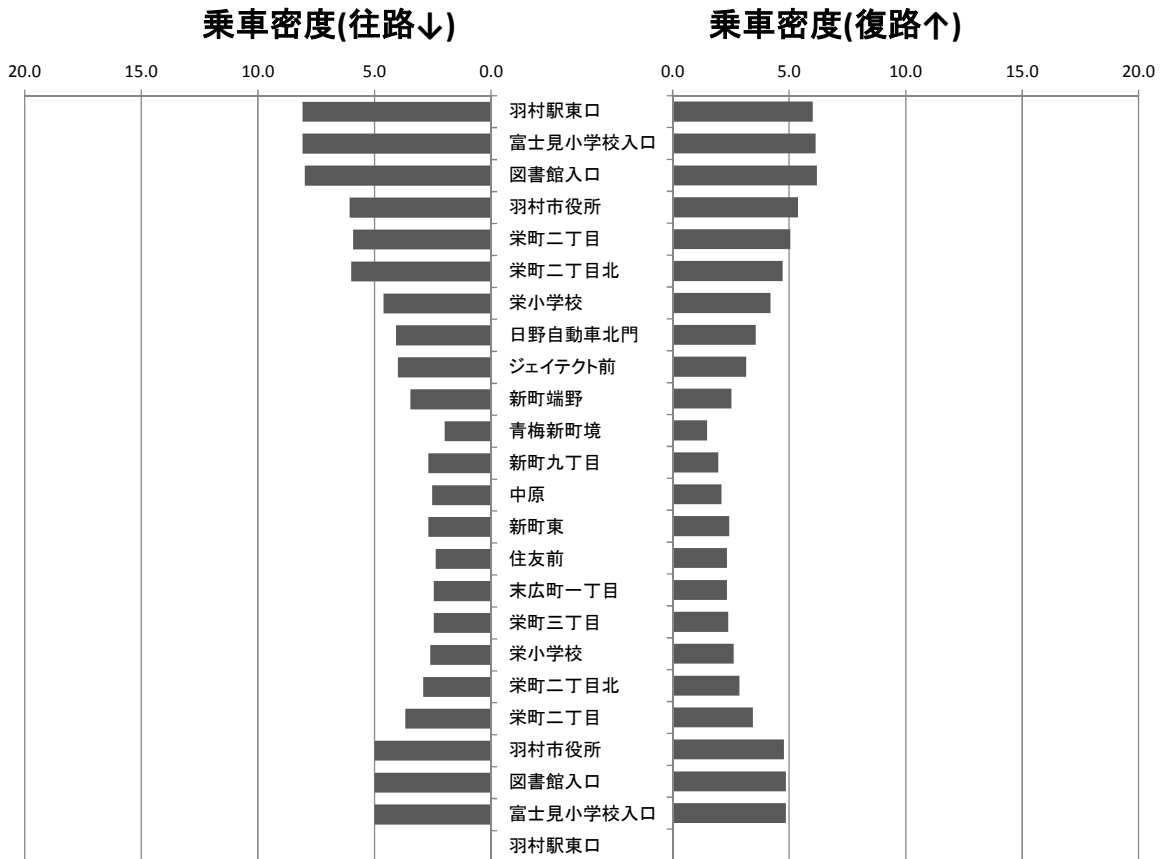 乗車密度(往路↓) 乗車密度(復路↑)
20.0 15.0 10.0 5.0 0.0 0.0 5.0 10.0 15.0 20.0
羽村駅東口
富士見小学校入口
図書館入口
羽村市役所
栄町二丁目
栄町二丁目北
栄小学校
日野自動車北門
ジェイテクト前
新町端野
青梅新町境
新町九丁目
中原
新町東
住友前
末広町一丁目
栄町三丁目
栄小学校
栄町二丁目北
栄町二丁目
羽村市役所
図書館入口
富士見小学校入口
羽村駅東口